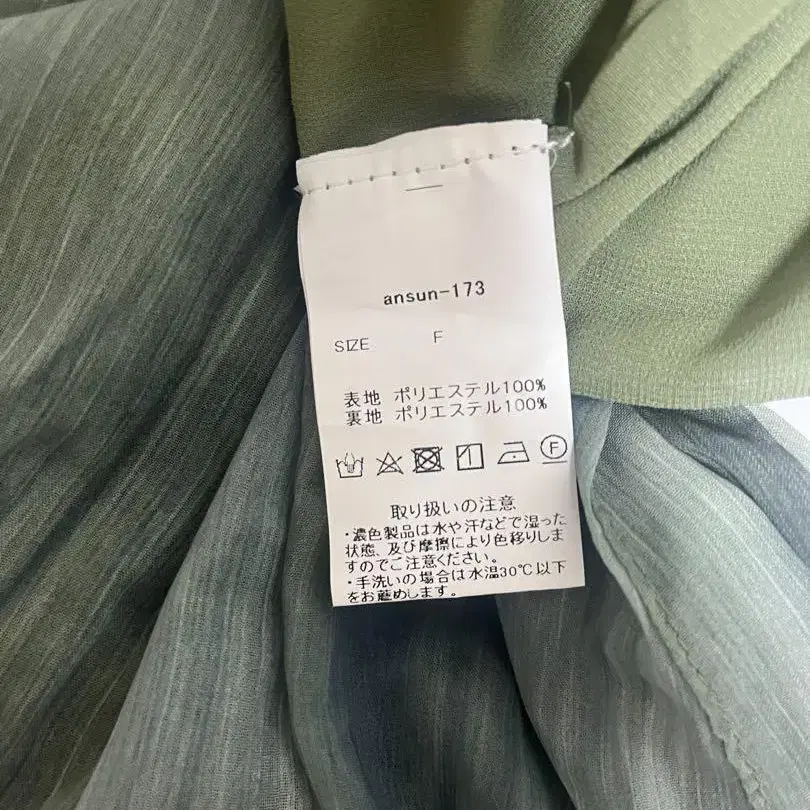 ansun-173
SIZE F
表地 ポリエステル100%
裏地 ポリエステル100%
F
取り扱いの注意
・濃色製品は水や汗などで湿った
状態、及び摩擦により色移りしま
すのでご注意ください。
・手洗いの場合は水温30℃以下
をお薦めします。